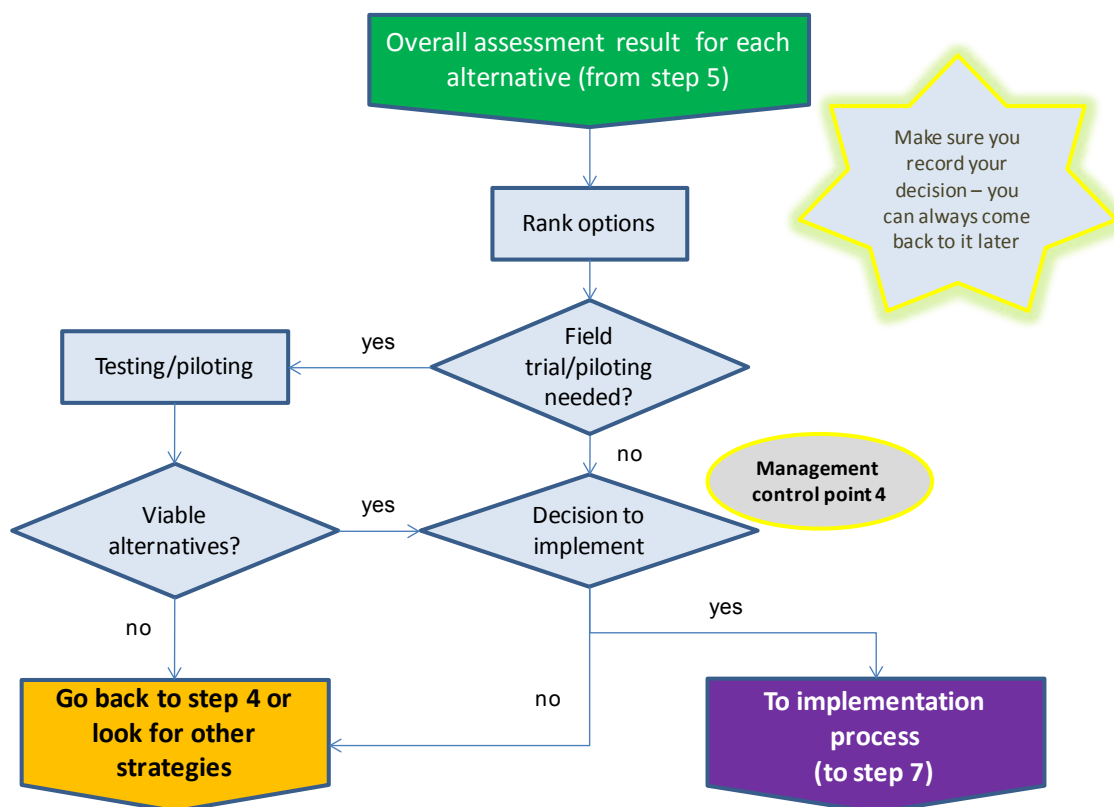 Overall assessment result for each
alternative (from step 5)
Make sure you
record your
decision – you
can always come
back to it later
Rank options
Field
trial/piloting
needed?
yes
Testing/piloting
no
Management
control point 4
Viable
alternatives?
yes
Decision to
implement
no
yes
no
Go back to step 4 or
look for other
strategies
To implementation
process
(to step 7)